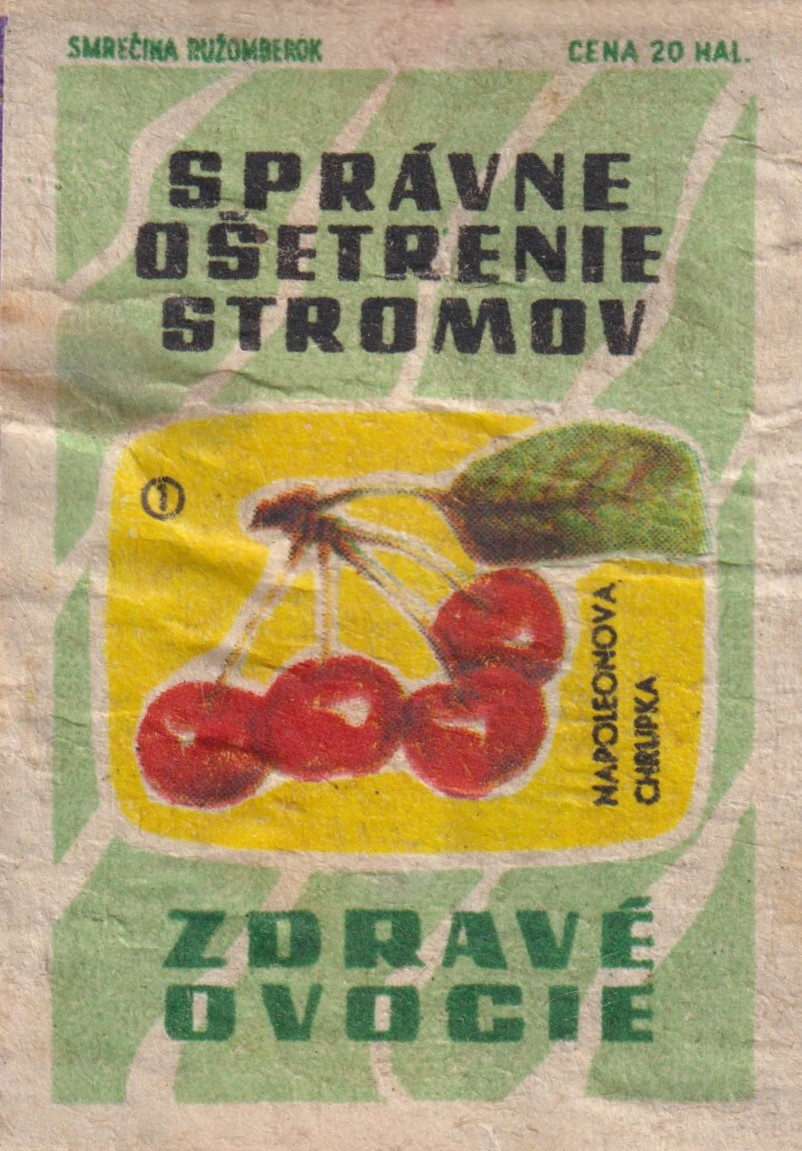 SMREČINA RUŽOMBEROK
CENA 20 HAL.
SPRÁVNE
OŠETRENIE
STROMOV
1
NAPOLEONOVA
CHRUPKA
ZDRAVÉ
OVOCIE